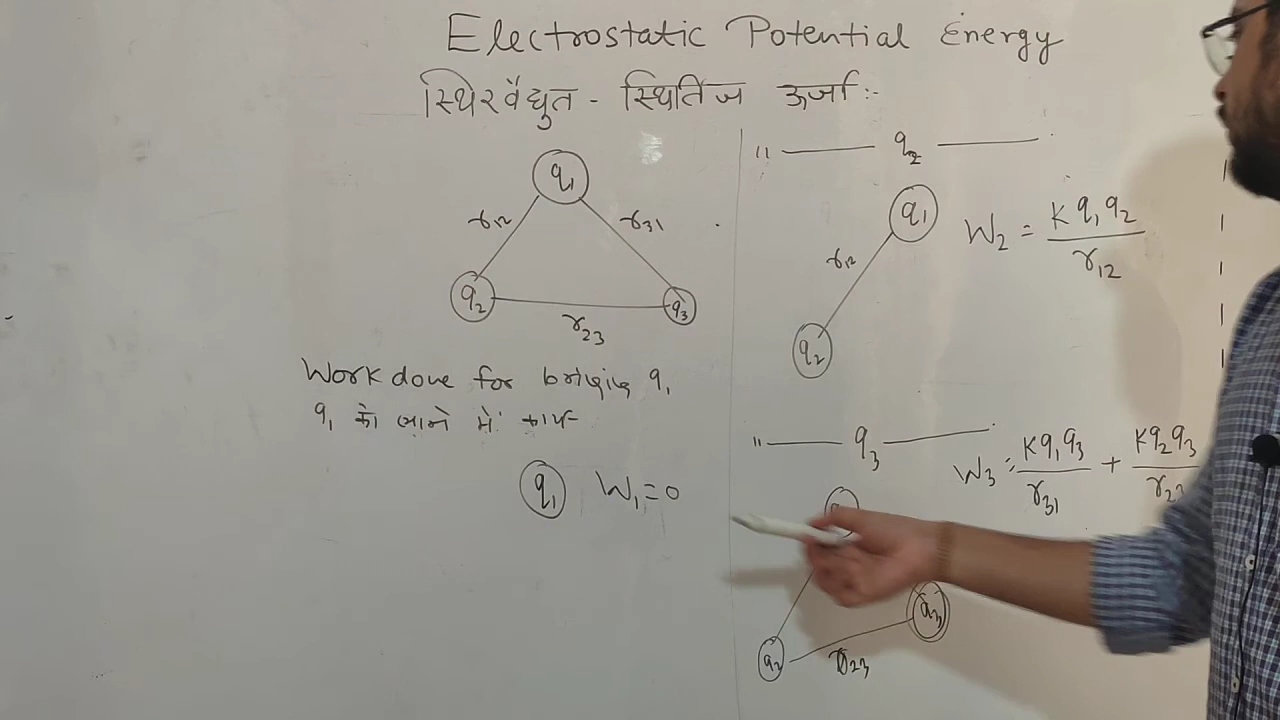 Electrostatic Potential Energy
स्थिरवैद्युत - स्थितिज ऊर्जा:-
q₁
r₁₂ r₃₁
q₂ q₃
r₂₃
Work done for bringing q₁
q₁ को लाने में कार्य
q₁ W₁=0
" — q₂ —
q₁ W₂ = Kq₁q₂/r₁₂
r₁₂
q₂
" — q₃ — W₃ = Kq₁q₃/r₃₁ + Kq₂q₃/r₂₃
q₃
q₂ r₂₃